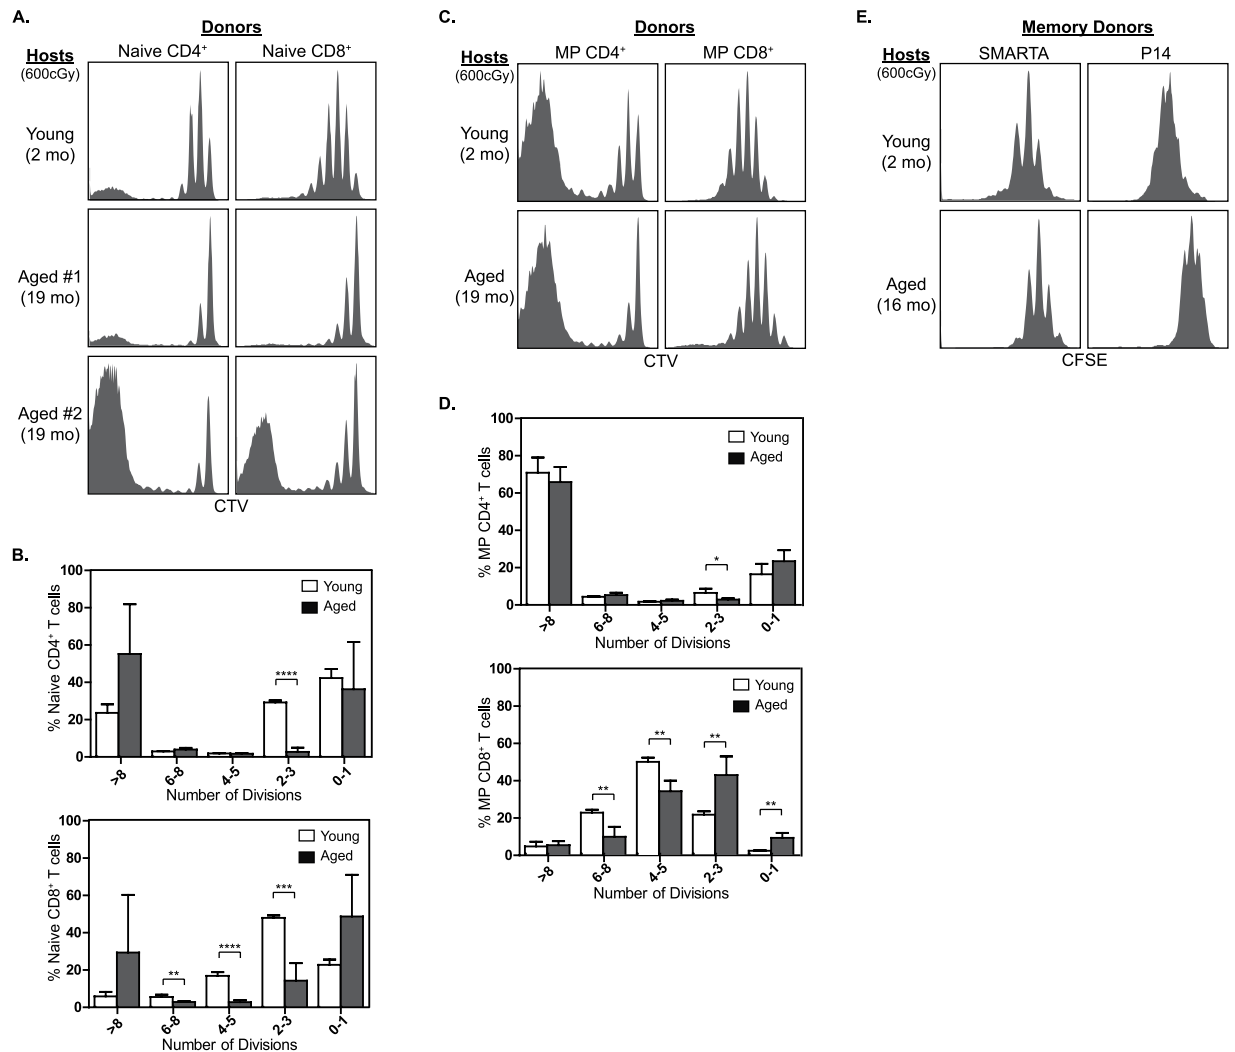 A.
Donors
Hosts
(600cGy)
Naive CD4⁺
Naive CD8⁺
Young
(2 mo)
Aged #1
(19 mo)
Aged #2
(19 mo)
CTV
B.
% Naive CD4⁺ T cells
100
80
60
40
20
0
Young
Aged
****
>8
6-8
4-5
2-3
0-1
Number of Divisions
% Naive CD8⁺ T cells
100
80
60
40
20
0
Young
Aged
**
****
***
>8
6-8
4-5
2-3
0-1
Number of Divisions
C.
Donors
Hosts
(600cGy)
MP CD4⁺
MP CD8⁺
Young
(2 mo)
Aged
(19 mo)
CTV
D.
% MP CD4⁺ T cells
100
80
60
40
20
0
Young
Aged
*
>8
6-8
4-5
2-3
0-1
Number of Divisions
% MP CD8⁺ T cells
100
80
60
40
20
0
Young
Aged
**
**
**
**
>8
6-8
4-5
2-3
0-1
Number of Divisions
E.
Memory Donors
Hosts
(600cGy)
SMARTA
P14
Young
(2 mo)
Aged
(16 mo)
CFSE